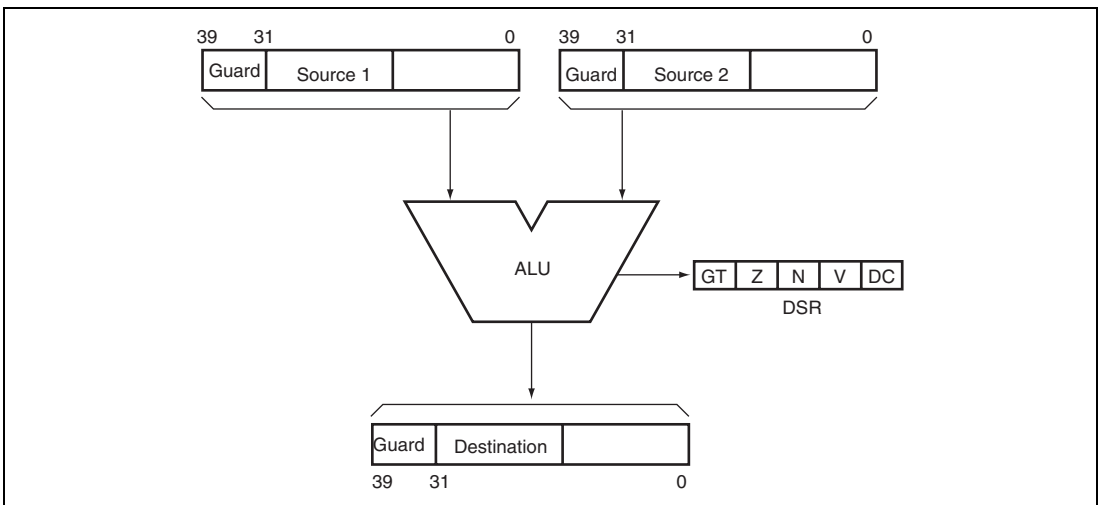 39 31 0 39 31 0
Guard Source 1 Guard Source 2
ALU
GT Z N V DC
DSR
Guard Destination
39 31 0